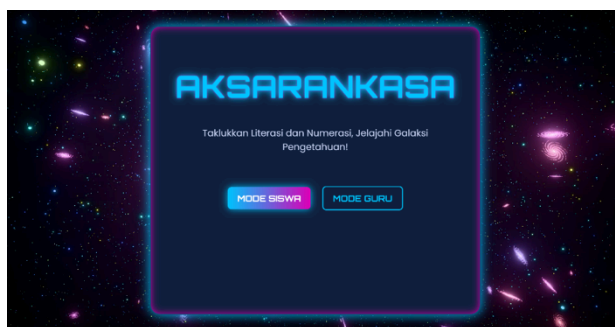 AKSARANKASA
Taklukkan Literasi dan Numerasi, Jelajahi Galaksi
Pengetahuan!
MODE SISWA
MODE GURU